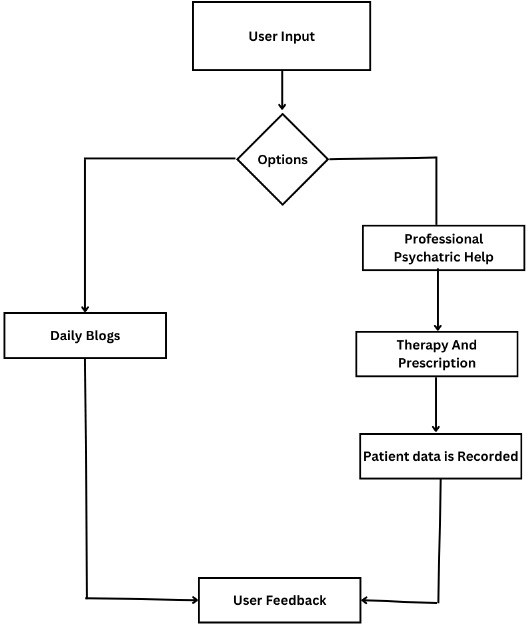 User Input
Options
Professional
Psychatric Help
Daily Blogs
Therapy And
Prescription
Patient data is Recorded
User Feedback